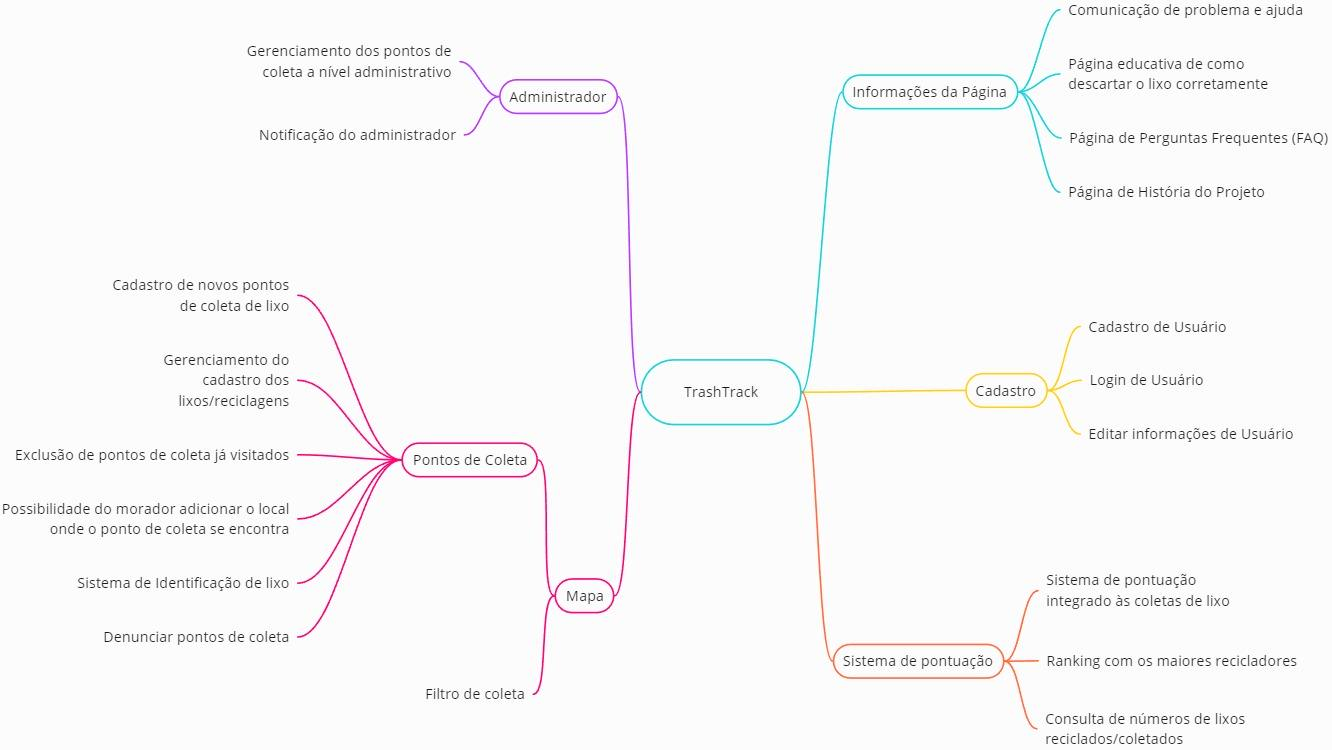 TrashTrack
Administrador
Gerenciamento dos pontos de
coleta a nível administrativo
Notificação do administrador
Mapa
Pontos de Coleta
Cadastro de novos pontos
de coleta de lixo
Gerenciamento do
cadastro dos
lixos/reciclagens
Exclusão de pontos de coleta já visitados
Possibilidade do morador adicionar o local
onde o ponto de coleta se encontra
Sistema de Identificação de lixo
Denunciar pontos de coleta
Filtro de coleta
Informações da Página
Comunicação de problema e ajuda
Página educativa de como
descartar o lixo corretamente
Página de Perguntas Frequentes (FAQ)
Página de História do Projeto
Cadastro
Cadastro de Usuário
Login de Usuário
Editar informações de Usuário
Sistema de pontuação
Sistema de pontuação
integrado às coletas de lixo
Ranking com os maiores recicladores
Consulta de números de lixos
reciclados/coletados